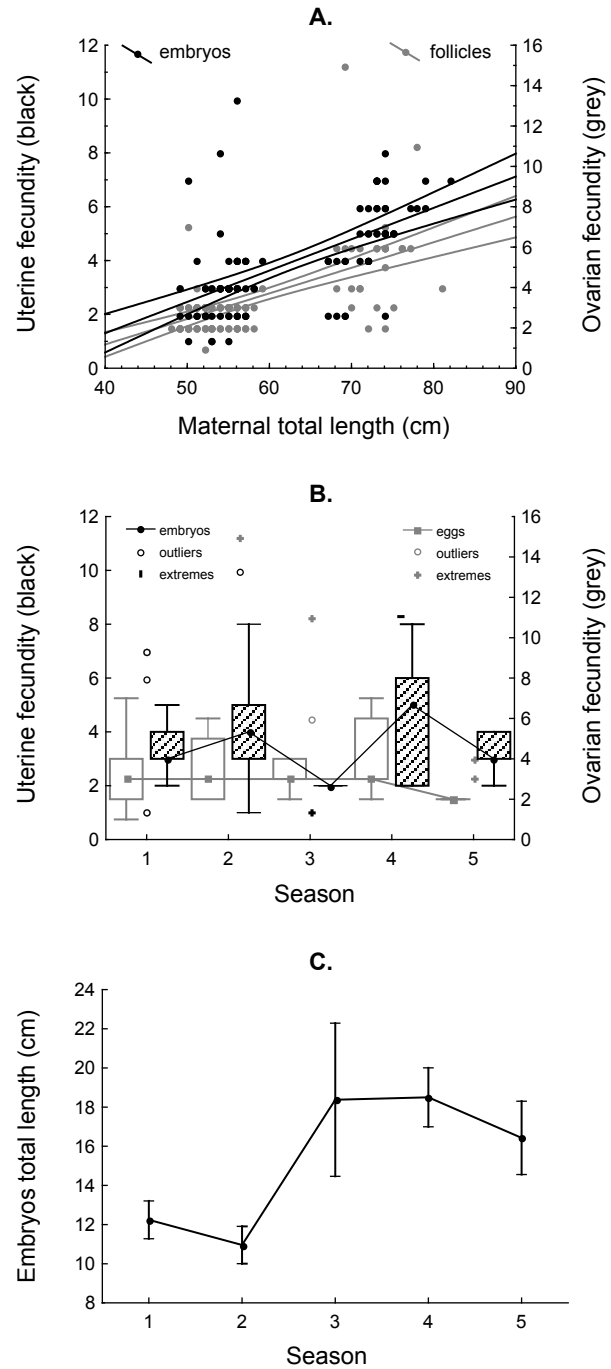 A.
embryos
follicles
12
10
8
6
4
2
0
16
14
12
10
8
6
4
2
0
Uterine fecundity (black)
Ovarian fecundity (grey)
40 50 60 70 80 90
Maternal total length (cm)
B.
embryos
outliers
extremes
eggs
outliers
extremes
12
10
8
6
4
2
0
16
14
12
10
8
6
4
2
0
Uterine fecundity (black)
Ovarian fecundity (grey)
1 2 3 4 5
Season
C.
24
22
20
18
16
14
12
10
8
Embryos total length (cm)
1 2 3 4 5
Season